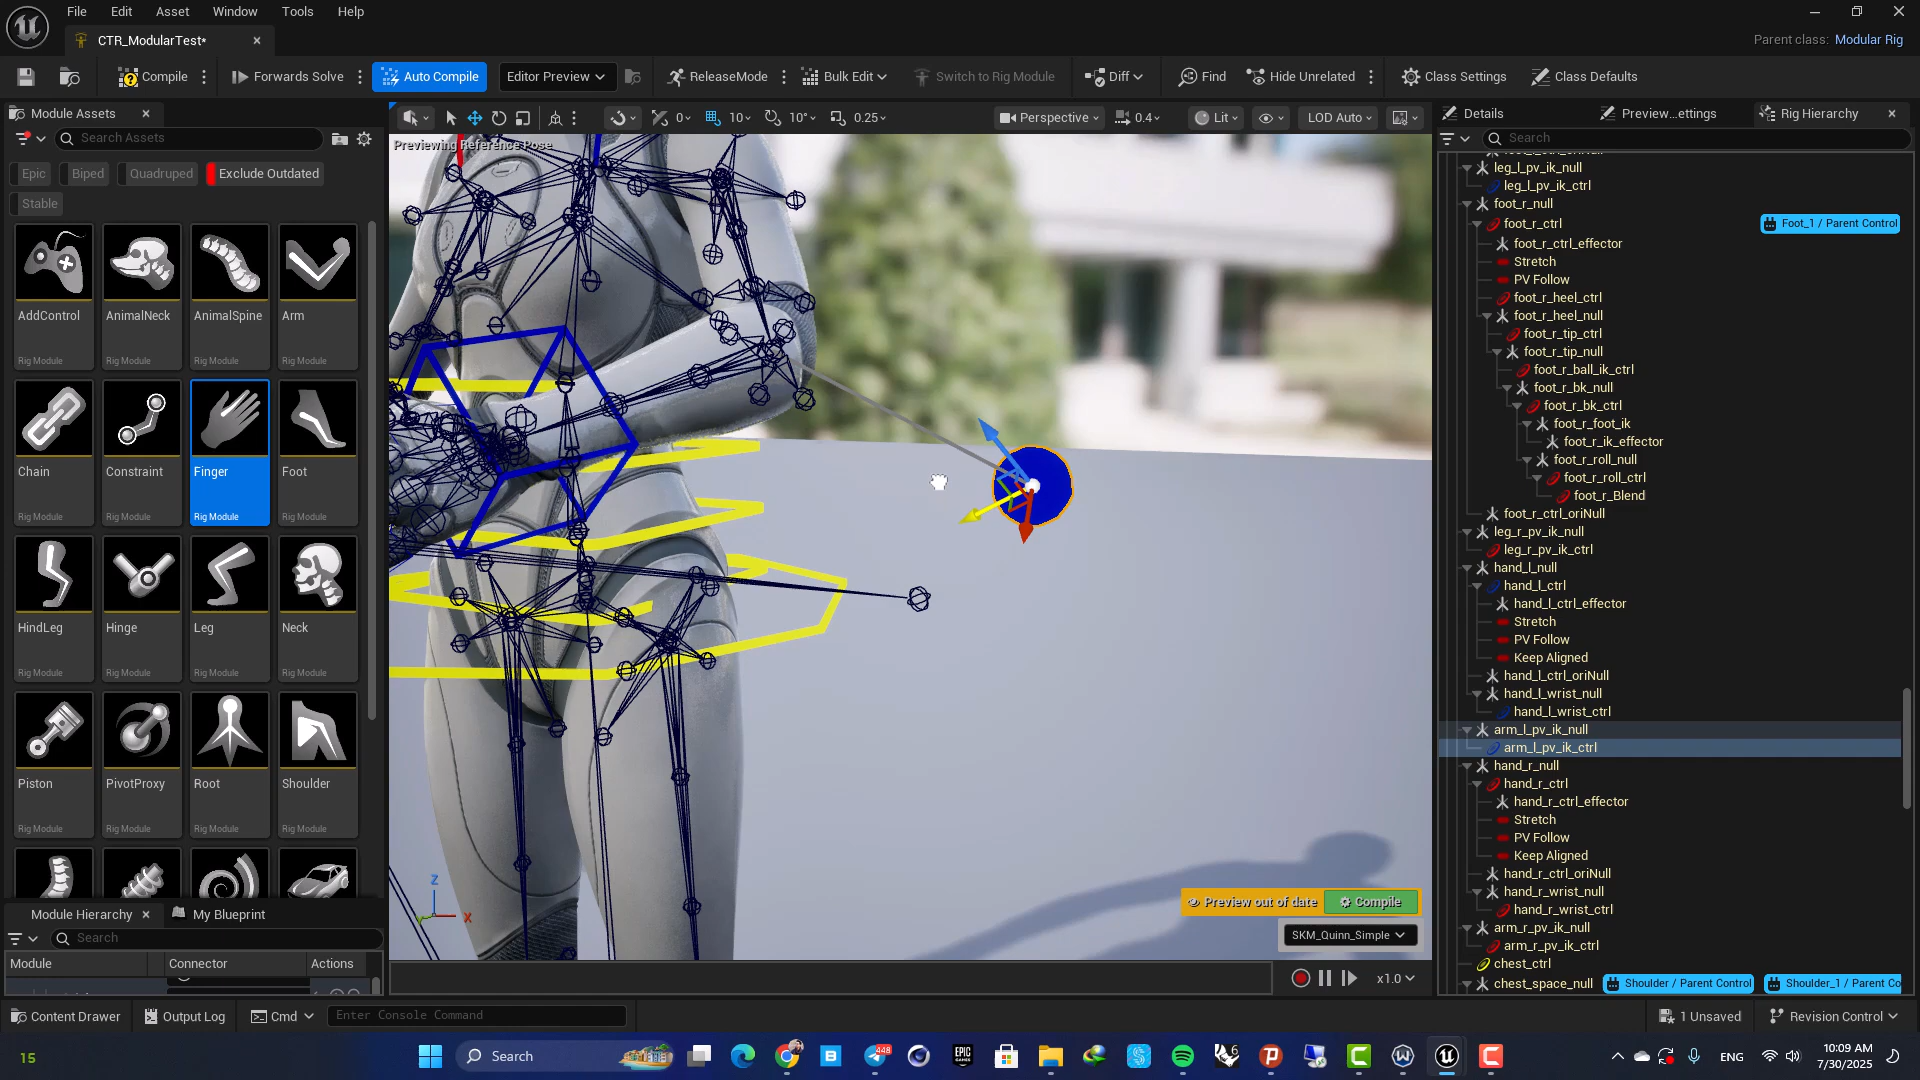 File Edit Asset Window Tools Help
CTR_ModularTest*
Parent class: Modular Rig
Compile Forwards Solve Auto Compile Editor Preview ReleaseMode Bulk Edit Switch to Rig Module Diff Find Hide Unrelated Class Settings Class Defaults
Module Assets
Search Assets
Epic Biped Quadruped Exclude Outdated
Stable
AddControl AnimalNeck AnimalSpine Arm
Rig Module Rig Module Rig Module Rig Module
Chain Constraint Finger Foot
Rig Module Rig Module Rig Module Rig Module
HindLeg Hinge Leg Neck
Rig Module Rig Module Rig Module Rig Module
Piston PivotProxy Root Shoulder
Rig Module Rig Module Rig Module Rig Module
Module Hierarchy My Blueprint
Search
Module Connector Actions
0 10 10° 0.25 Perspective 0.4 Lit LOD Auto
Previewing Reference Pose
Z
X
Preview out of date Compile
SKM_Quinn_Simple
x1.0
Details Preview...ettings Rig Hierarchy
Search
leg_l_pv_ik_null
leg_l_pv_ik_ctrl
foot_r_null
foot_r_ctrl Foot_1 / Parent Control
foot_r_ctrl_effector
Stretch
PV Follow
foot_r_heel_ctrl
foot_r_heel_null
foot_r_tip_ctrl
foot_r_tip_null
foot_r_ball_ik_ctrl
foot_r_bk_null
foot_r_bk_ctrl
foot_r_foot_ik
foot_r_ik_effector
foot_r_roll_null
foot_r_roll_ctrl
foot_r_Blend
foot_r_ctrl_oriNull
leg_r_pv_ik_null
leg_r_pv_ik_ctrl
hand_l_null
hand_l_ctrl
hand_l_ctrl_effector
Stretch
PV Follow
Keep Aligned
hand_l_ctrl_oriNull
hand_l_wrist_null
hand_l_wrist_ctrl
arm_l_pv_ik_null
arm_l_pv_ik_ctrl
hand_r_null
hand_r_ctrl
hand_r_ctrl_effector
Stretch
PV Follow
Keep Aligned
hand_r_ctrl_oriNull
hand_r_wrist_null
hand_r_wrist_ctrl
arm_r_pv_ik_null
arm_r_pv_ik_ctrl
chest_ctrl
chest_space_null Shoulder / Parent Control Shoulder_1 / Parent Co
Content Drawer Output Log Cmd Enter Console Command 1 Unsaved Revision Control
15
Search
448
ENG
10:09 AM
7/30/2025